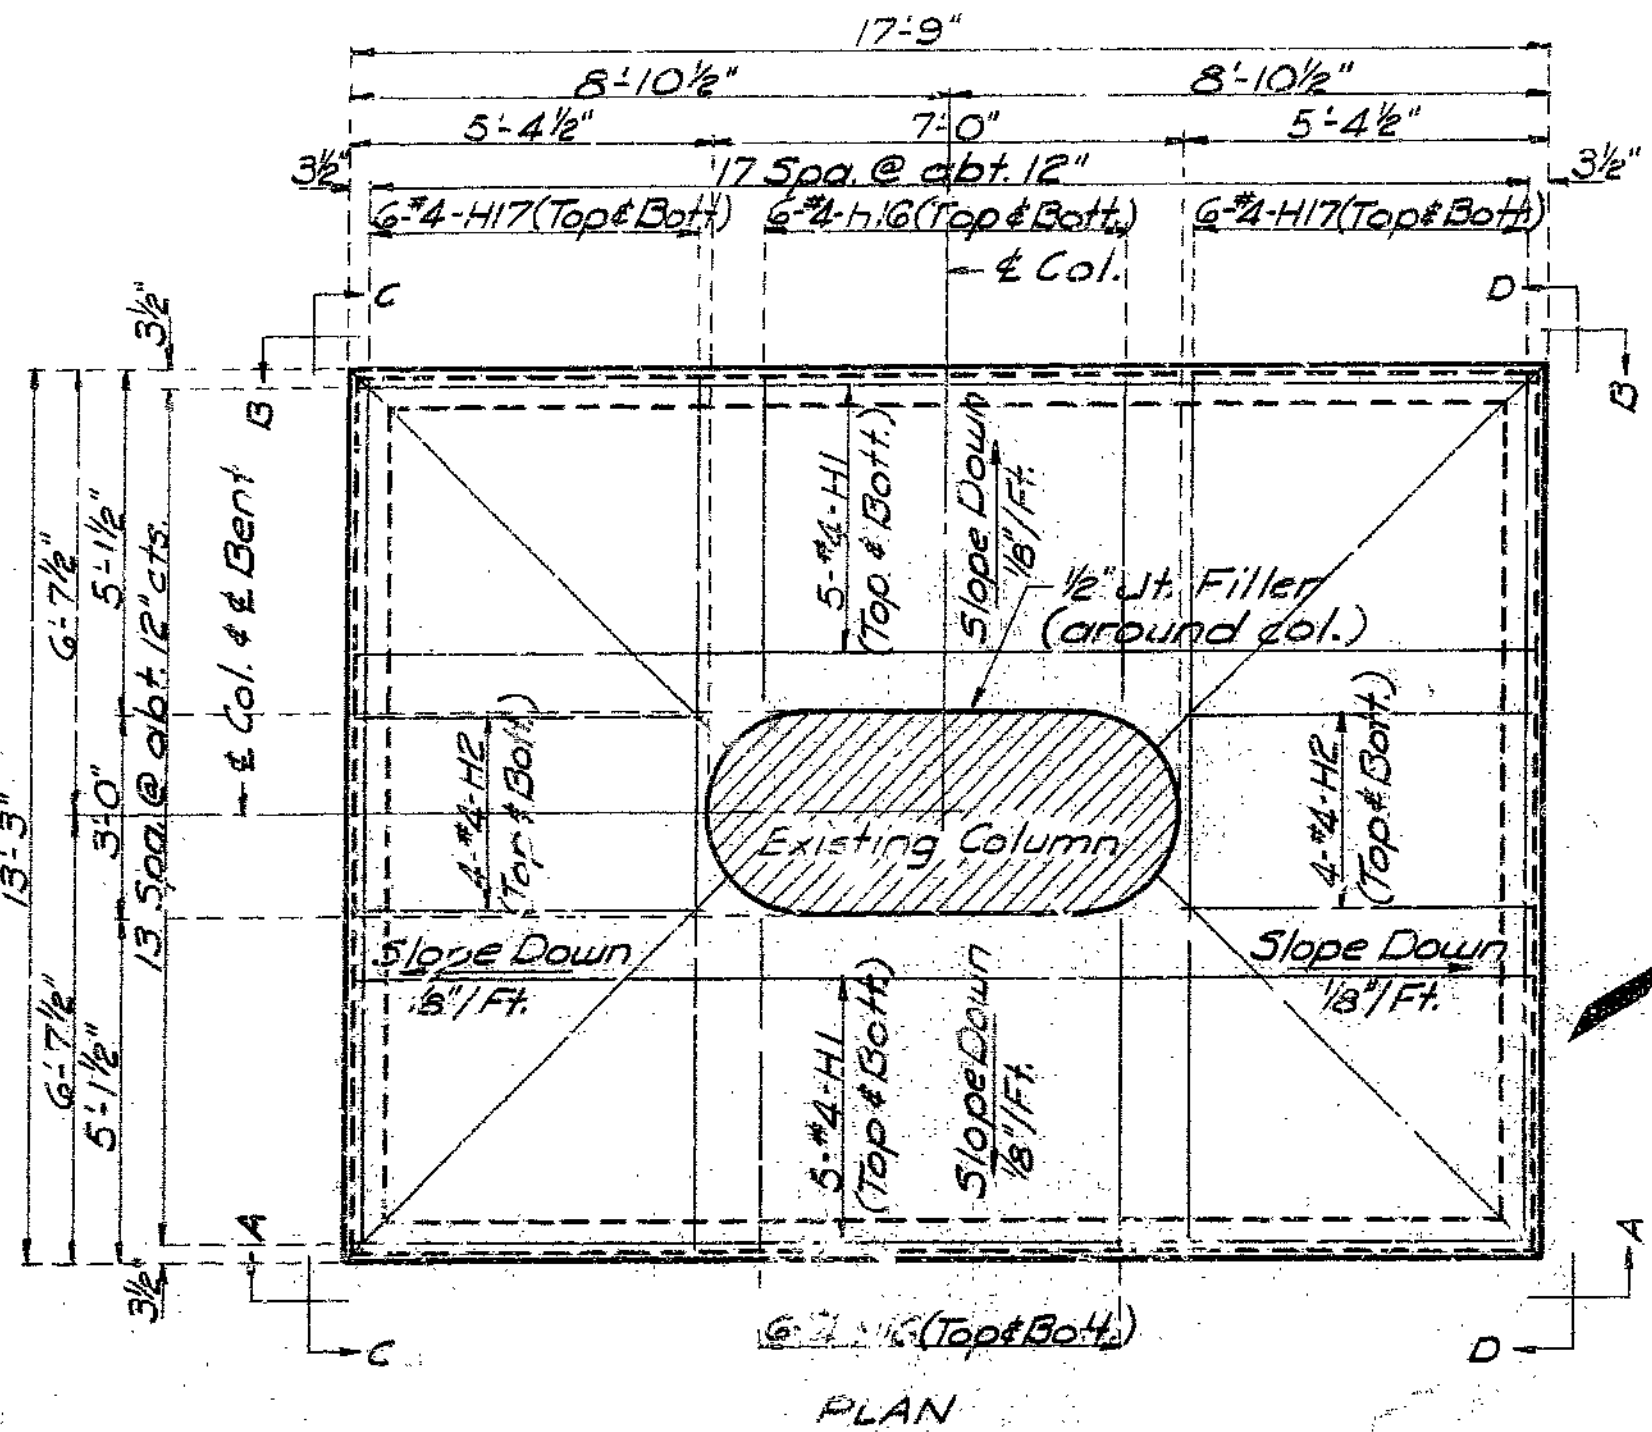 17'-9"
8'-10½" 8'-10½"
5'-4½" 7'-0" 5'-4½"
3½" 17 Spa. @ abt. 12" 3½"
6-#4-H17(Top & Bott.) 6-#4-H16(Top & Bott.) 6-#4-H17(Top & Bott.)
℄ Col.
C D
3½"
B B
13'-3"
6'-7½"
6'-7½"
5'-1½"
3'-0"
5'-1½"
13 Spa. @ abt. 12" cts.
3½"
℄ Col. & ℄ Bent
5-#4-H1
(Top & Bott.)
Slope Down
1/8"/Ft.
½" Jt. Filler
(around col.)
4-#4-H2
(Top & Bott.)
Existing Column
4-#4-H2
(Top & Bott.)
Slope Down
1/8"/Ft.
Slope Down
1/8"/Ft.
5-#4-H1
(Top & Bott.)
Slope Down
1/8"/Ft.
A A
(Top & Bott.)
C D
PLAN